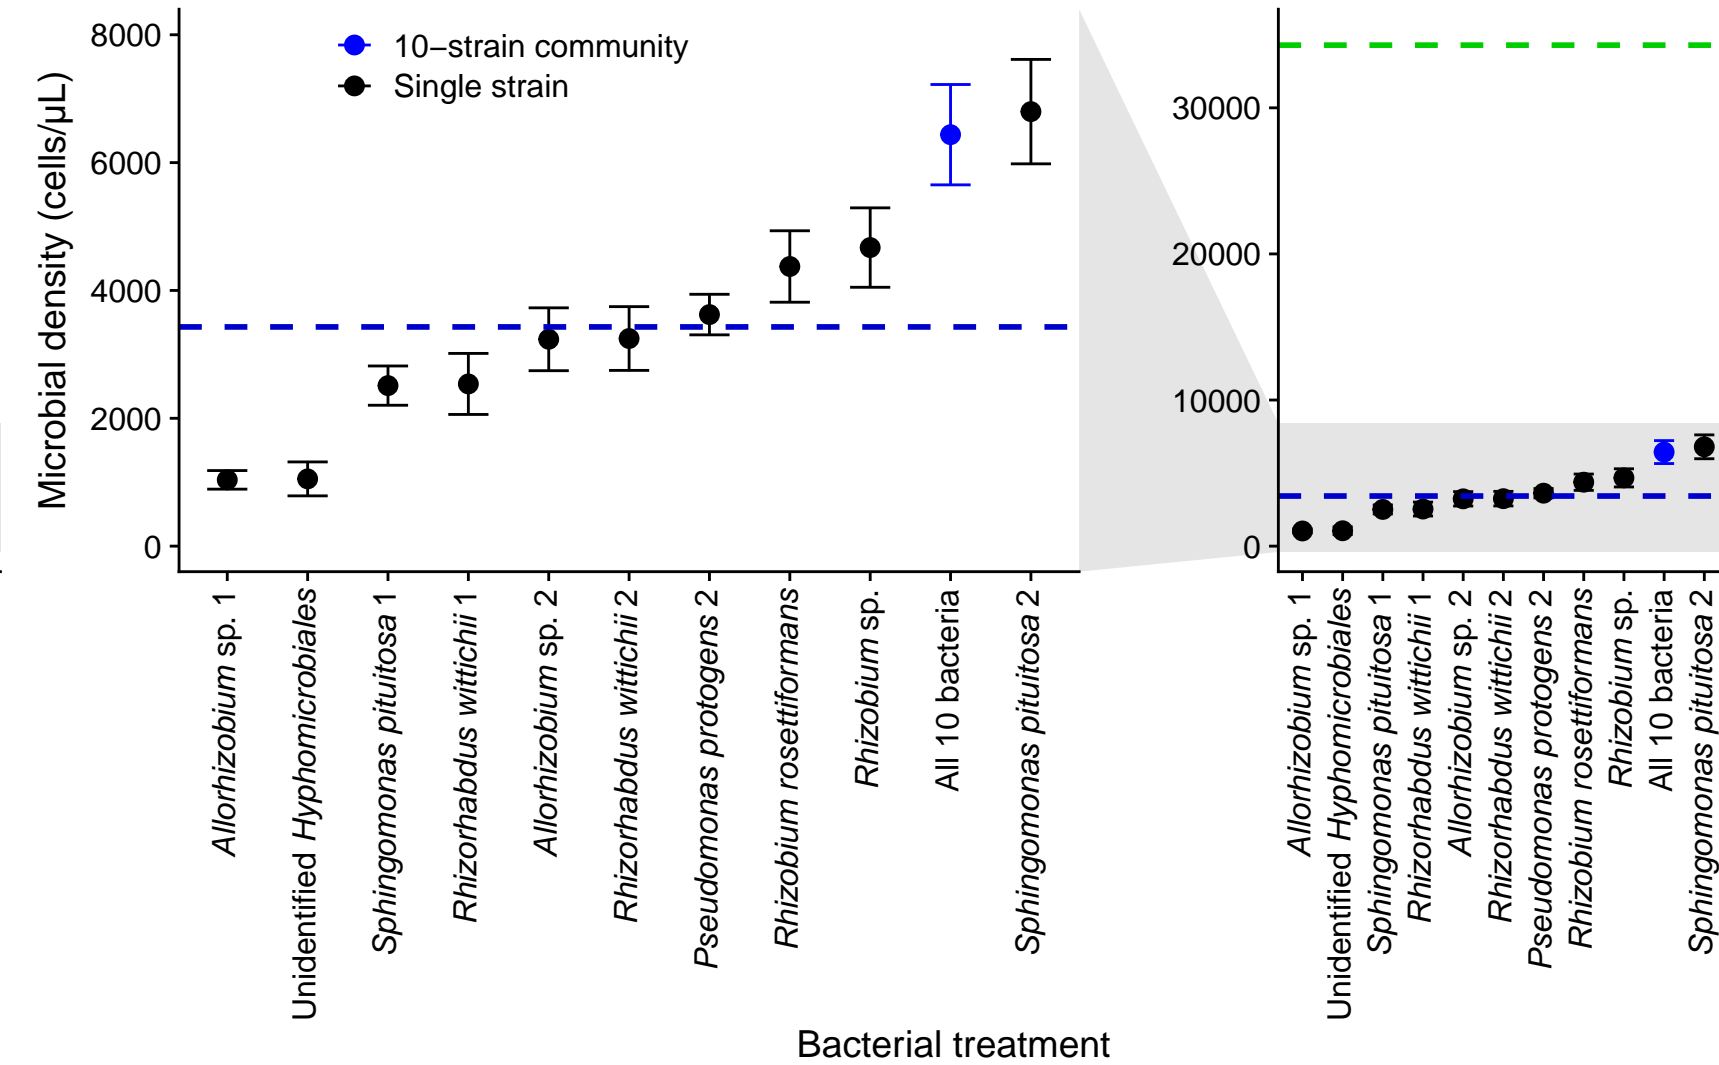 Microbial density (cells/µL)
8000
6000
4000
2000
0
10−strain community
Single strain
Allorhizobium sp. 1
Unidentified Hyphomicrobiales
Sphingomonas pituitosa 1
Rhizorhabdus wittichii 1
Allorhizobium sp. 2
Rhizorhabdus wittichii 2
Pseudomonas protogens 2
Rhizobium rosettiformans
Rhizobium sp.
All 10 bacteria
Sphingomonas pituitosa 2
30000
20000
10000
0
Allorhizobium sp. 1
Unidentified Hyphomicrobiales
Sphingomonas pituitosa 1
Rhizorhabdus wittichii 1
Allorhizobium sp. 2
Rhizorhabdus wittichii 2
Pseudomonas protogens 2
Rhizobium rosettiformans
Rhizobium sp.
All 10 bacteria
Sphingomonas pituitosa 2
Bacterial treatment